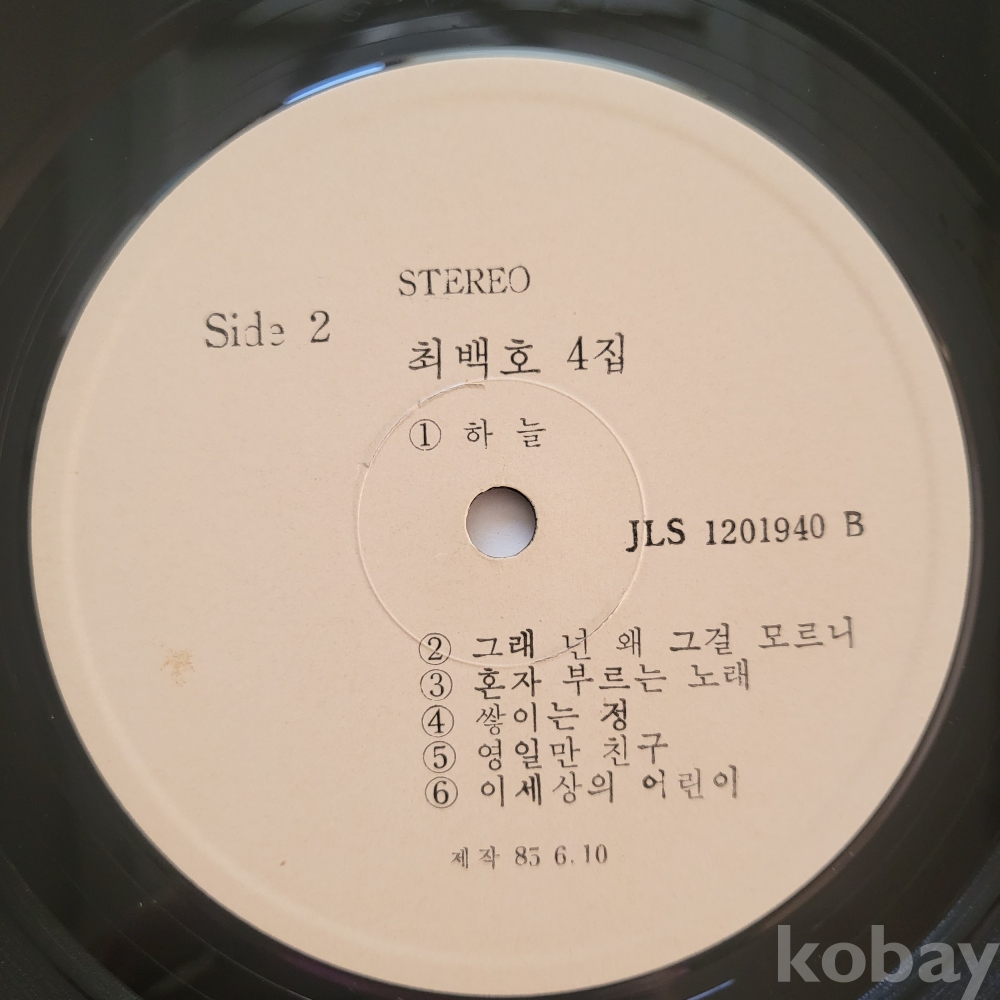 STEREO
Side 2
최백호 4집
① 하늘
JLS 1201940 B
② 그래 넌 왜 그걸 모르니
③ 혼자 부르는 노래
④ 쌓이는 정
⑤ 영일만 친구
⑥ 이세상의 어린이
제작 85 6.10
kobay